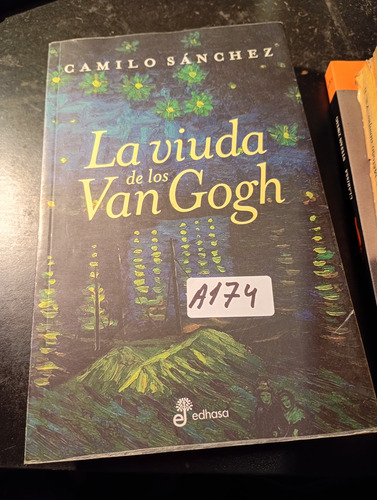 CAMILO SÁNCHEZ
La viuda
de los
Van Gogh
A174
edhasa